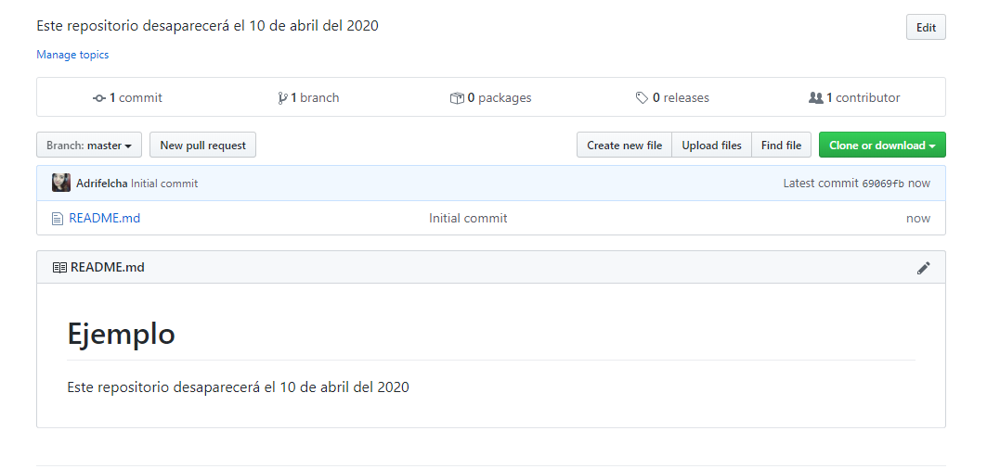 Este repositorio desaparecerá el 10 de abril del 2020 Edit
Manage topics
1 commit 1 branch 0 packages 0 releases 1 contributor
Branch: master New pull request Create new file Upload files Find file Clone or download
Adrifelcha Initial commit Latest commit 69069fb now
README.md Initial commit now
README.md
Ejemplo
Este repositorio desaparecerá el 10 de abril del 2020